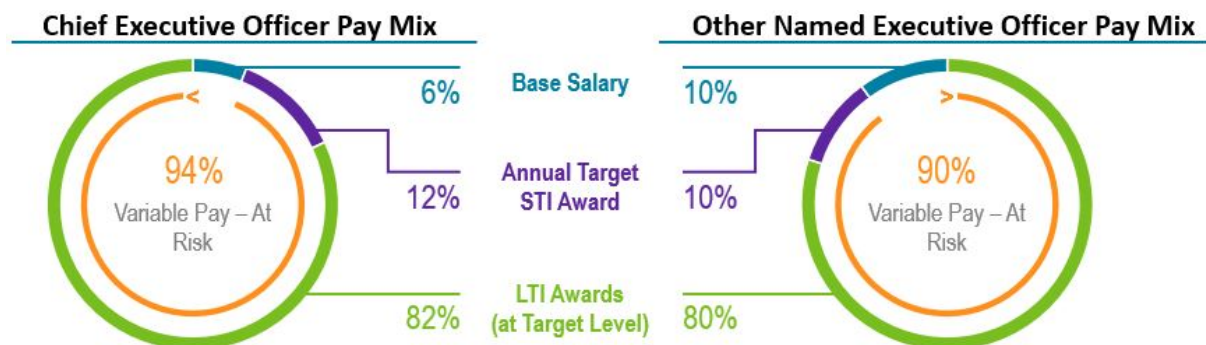 Chief Executive Officer Pay Mix
Other Named Executive Officer Pay Mix
6%
Base Salary
10%
94%
Variable Pay – At
Risk
12%
Annual Target
STI Award
10%
90%
Variable Pay – At
Risk
82%
LTI Awards
(at Target Level)
80%